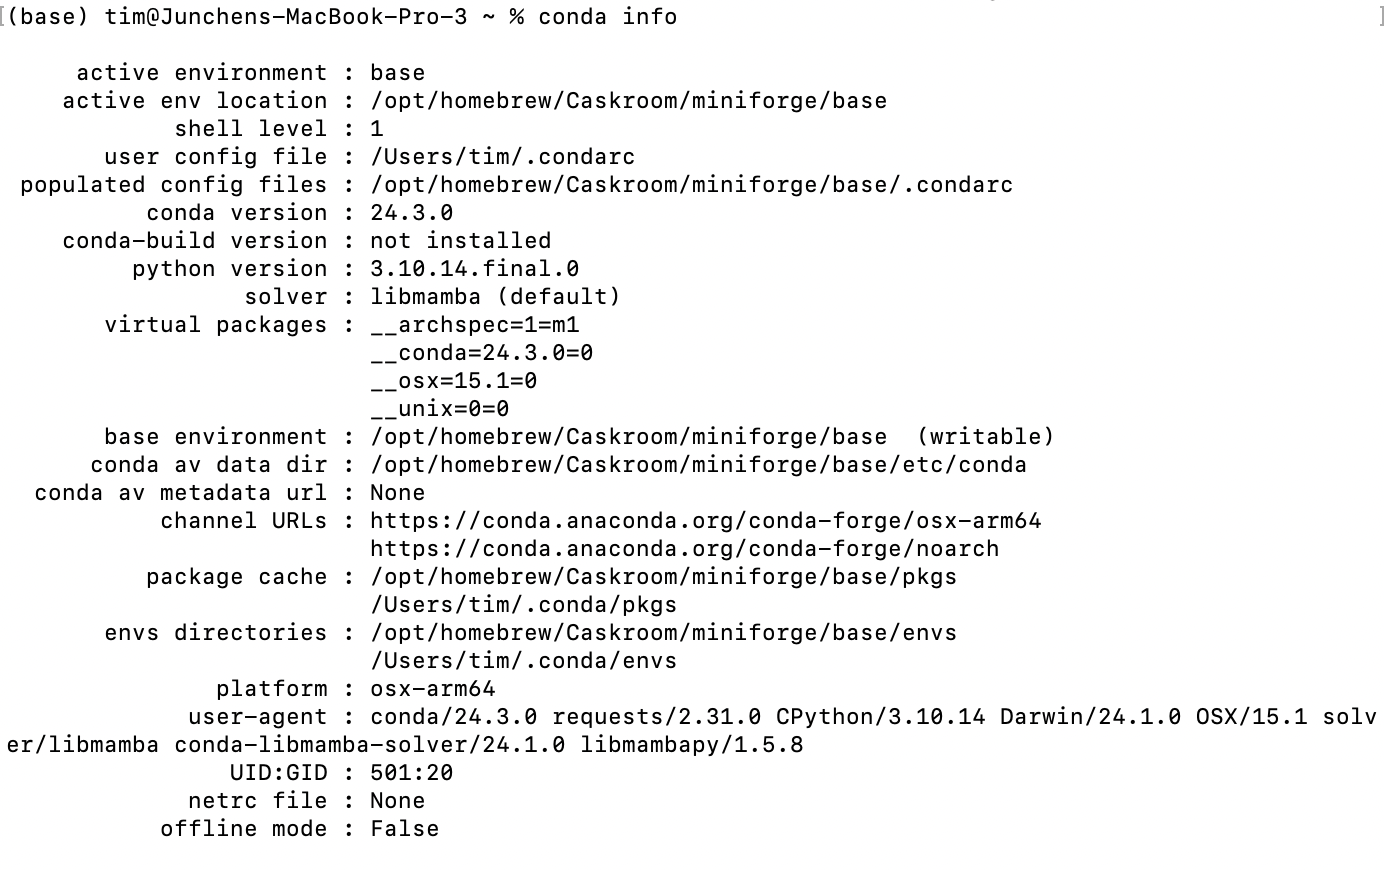 (base) tim@Junchens-MacBook-Pro-3 ~ % conda info
active environment : base
active env location : /opt/homebrew/Caskroom/miniforge/base
shell level : 1
user config file : /Users/tim/.condarc
populated config files : /opt/homebrew/Caskroom/miniforge/base/.condarc
conda version : 24.3.0
conda-build version : not installed
python version : 3.10.14.final.0
solver : libmamba (default)
virtual packages : __archspec=1=m1
__conda=24.3.0=0
__osx=15.1=0
__unix=0=0
base environment : /opt/homebrew/Caskroom/miniforge/base  (writable)
conda av data dir : /opt/homebrew/Caskroom/miniforge/base/etc/conda
conda av metadata url : None
channel URLs : https://conda.anaconda.org/conda-forge/osx-arm64
https://conda.anaconda.org/conda-forge/noarch
package cache : /opt/homebrew/Caskroom/miniforge/base/pkgs
/Users/tim/.conda/pkgs
envs directories : /opt/homebrew/Caskroom/miniforge/base/envs
/Users/tim/.conda/envs
platform : osx-arm64
user-agent : conda/24.3.0 requests/2.31.0 CPython/3.10.14 Darwin/24.1.0 OSX/15.1 solv
er/libmamba conda-libmamba-solver/24.1.0 libmambapy/1.5.8
UID:GID : 501:20
netrc file : None
offline mode : False